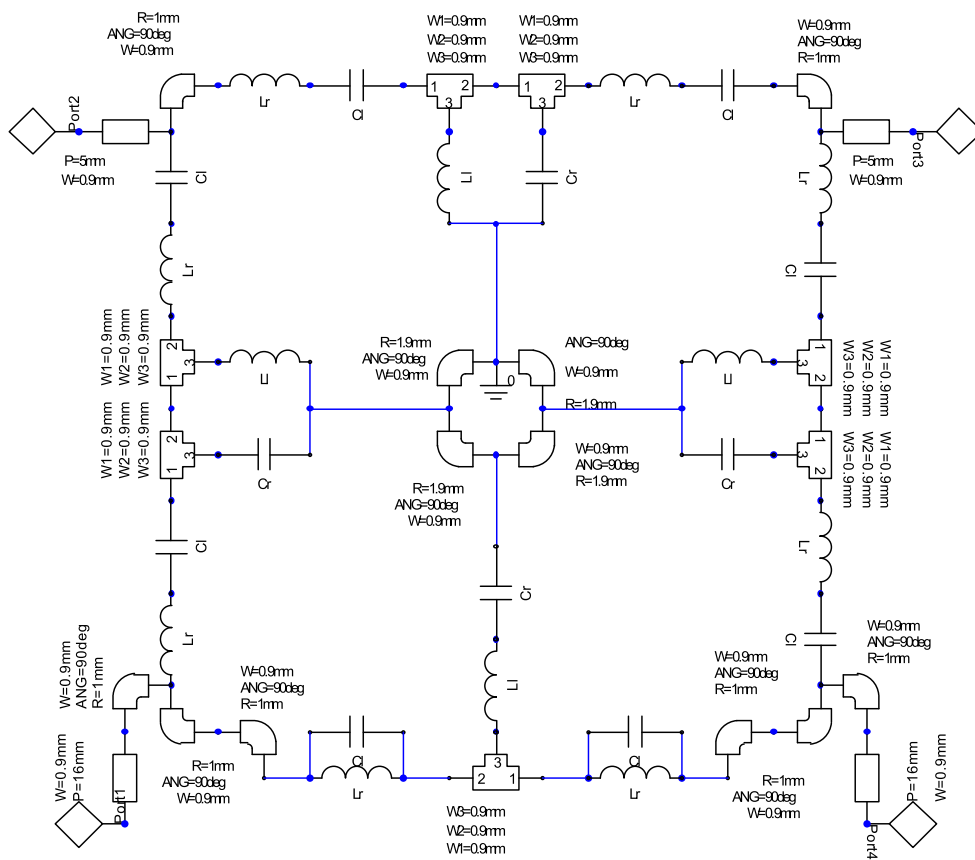 R=1mm
ANG=90deg
W=0.9mm
W1=0.9mm
W2=0.9mm
W3=0.9mm
W1=0.9mm
W2=0.9mm
W3=0.9mm
W=0.9mm
ANG=90deg
R=1mm
1 2
3
1 2
3
Lr
Cl
Lr
Cl
Port2
P=5mm
W=0.9mm
Port3
P=5mm
W=0.9mm
Cl
Ll
Cr
Lr
Lr
Cl
W1=0.9mm
W2=0.9mm
W3=0.9mm
2
3
1
Ll
R=1.9mm
ANG=90deg
W=0.9mm
0
ANG=90deg
W=0.9mm
R=1.9mm
Ll
1
3
2
W1=0.9mm
W2=0.9mm
W3=0.9mm
W1=0.9mm
W2=0.9mm
W3=0.9mm
2
3
1
Cr
R=1.9mm
ANG=90deg
W=0.9mm
W=0.9mm
ANG=90deg
R=1.9mm
Cr
1
3
2
W1=0.9mm
W2=0.9mm
W3=0.9mm
Cl
Lr
Cr
Lr
Cl
W=0.9mm
ANG=90deg
R=1mm
W=0.9mm
ANG=90deg
R=1mm
Ll
W=0.9mm
ANG=90deg
R=1mm
W=0.9mm
ANG=90deg
R=1mm
W=0.9mm
P=16mm
Port1
R=1mm
ANG=90deg
W=0.9mm
Cl
Lr
3
2 1
W3=0.9mm
W2=0.9mm
W1=0.9mm
Cl
Lr
R=1mm
ANG=90deg
W=0.9mm
Port4
P=16mm
W=0.9mm